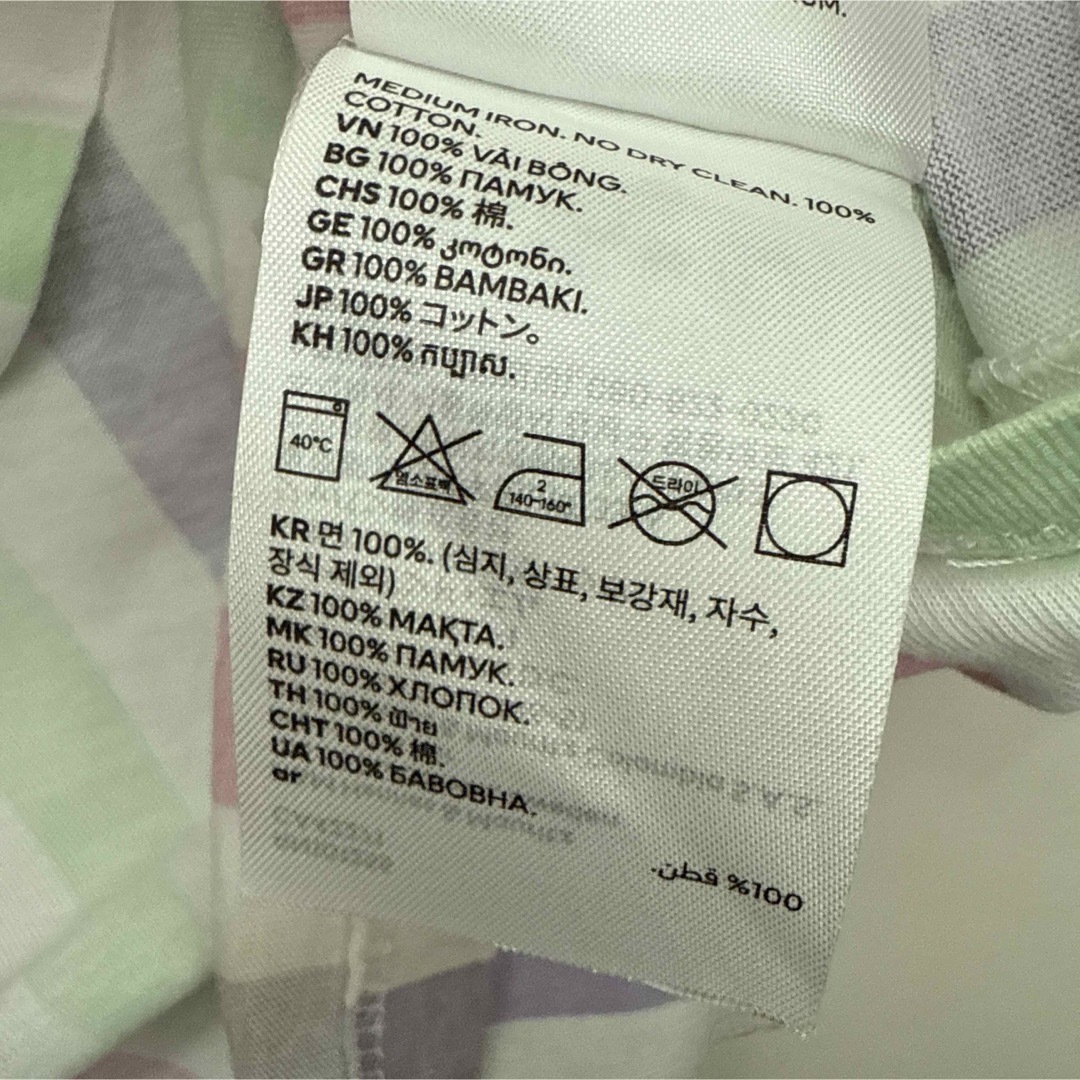 MEDIUM IRON. NO DRY CLEAN. 100%
COTTON.
VN 100% VẢI BÔNG.
BG 100% ПАМУК.
CHS 100% 棉.
GE 100% კოტონი.
GR 100% BAMBAKI.
JP 100% コットン。
KH 100% កប្បាស.
40°C
염소표백
2
140~160°
드라이
KR 면 100%. (심지, 상표, 보강재, 자수,
장식 제외)
KZ 100% МАҚТА.
MK 100% ПАМУК.
RU 100% ХЛОПОК.
TH 100% ฝ้าย
CHT 100% 棉.
UA 100% БАВОВНА.
ar
100% قطن.